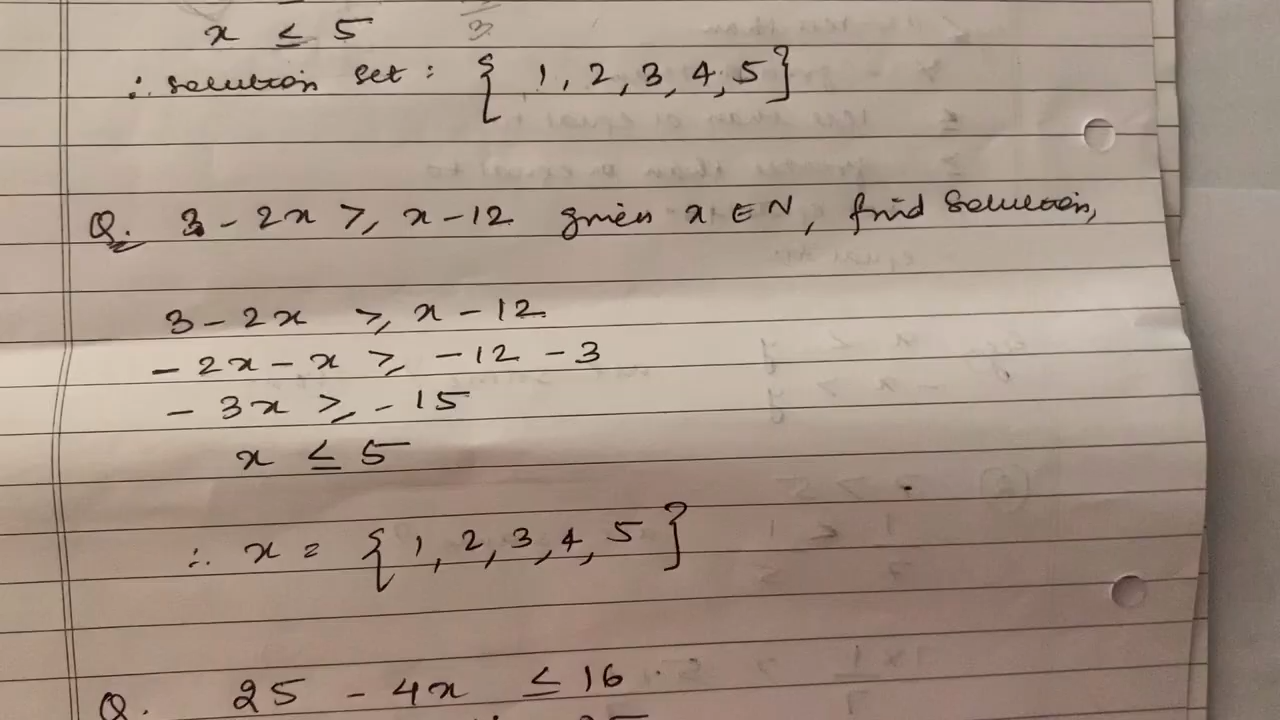 x ≤ 5
∴ solution set : { 1, 2, 3, 4, 5 }
Q. 3 - 2x ≥ x - 12 given x ∈ N, find solution,
3 - 2x ≥ x - 12
- 2x - x ≥ - 12 - 3
- 3x ≥ - 15
x ≤ 5
∴ x = { 1, 2, 3, 4, 5 }
Q. 25 - 4x ≤ 16